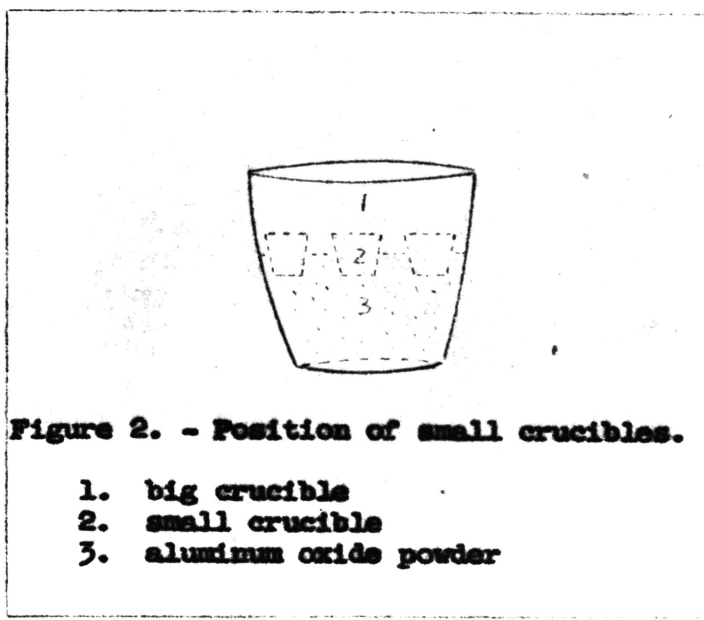 1
2
3
Figure 2. - Position of small crucibles.
1. big crucible
2. small crucible
3. aluminum oxide powder